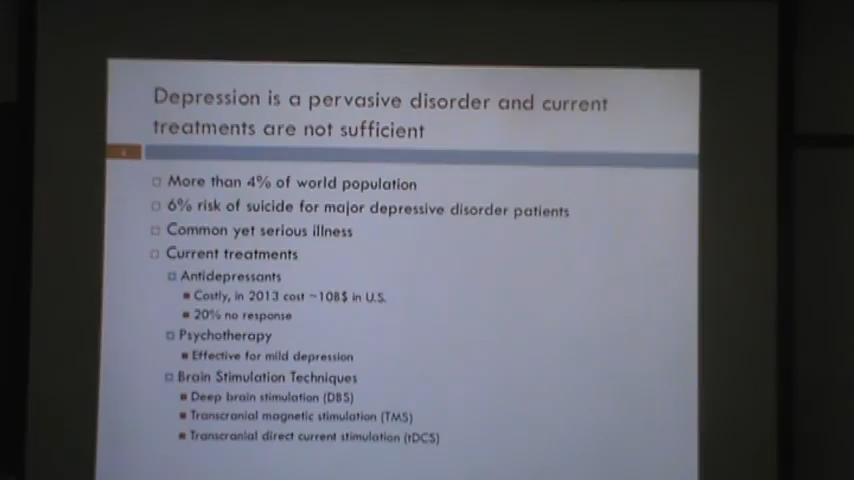 Depression is a pervasive disorder and current
treatments are not sufficient
More than 4% of world population
6% risk of suicide for major depressive disorder patients
Common yet serious illness
Current treatments
Antidepressants
Costly, in 2013 cost ~10B$ in U.S.
20% no response
Psychotherapy
Effective for mild depression
Brain Stimulation Techniques
Deep brain stimulation (DBS)
Transcranial magnetic stimulation (TMS)
Transcranial direct current stimulation (tDCS)